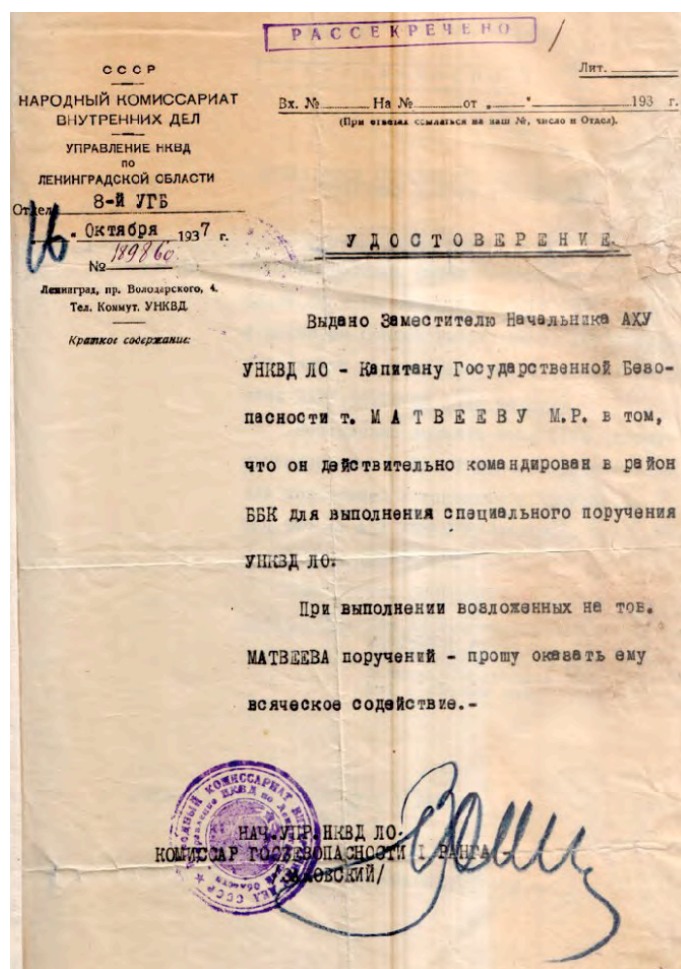 РАССЕКРЕЧЕНО
СССР
НАРОДНЫЙ КОМИССАРИАТ
ВНУТРЕННИХ ДЕЛ
УПРАВЛЕНИЕ НКВД
ПО
ЛЕНИНГРАДСКОЙ ОБЛАСТИ
Отдел 8-й УГБ
16 " Октября 1937 г.
№ 189860
Ленинград, пр. Володарского, 4.
Тел. Коммут. УНКВД.
Краткое содержание:
Лит.
Вх. № На № от „ " 193 г.
(При ответах ссылаться на наш №, число и Отдел).
УДОСТОВЕРЕНИЕ.
Выдано Заместителю Начальника АХУ
УНКВД ЛО - Капитану Государственной Безо-
пасности т. МАТВЕЕВУ М.Р. в том,
что он действительно командирован в район
ББК для выполнения специального поручения
УНКВД ЛО.
При выполнении возложенных не тов.
МАТВЕЕВА поручений - прошу оказать ему
всяческое содействие.-
НАЧ.УПР.НКВД ЛО
КОМИССАР ГОСБЕЗОПАСНОСТИ I РАНГА
ЗАКОВСКИЙ/